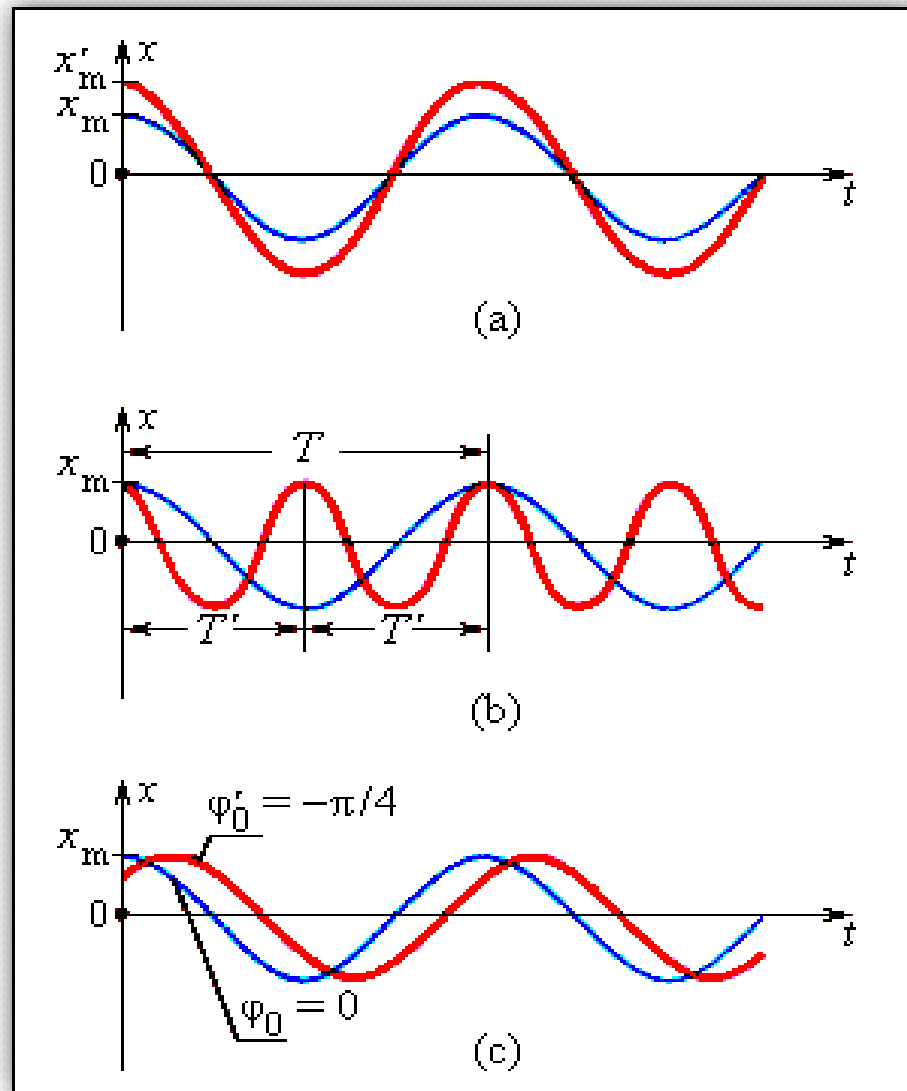 x
x′m
xm
0
t
(a)
x
T
xm
0
t
T′ T′
(b)
x
φ′0 = −π/4
xm
0
t
φ0 = 0
(c)